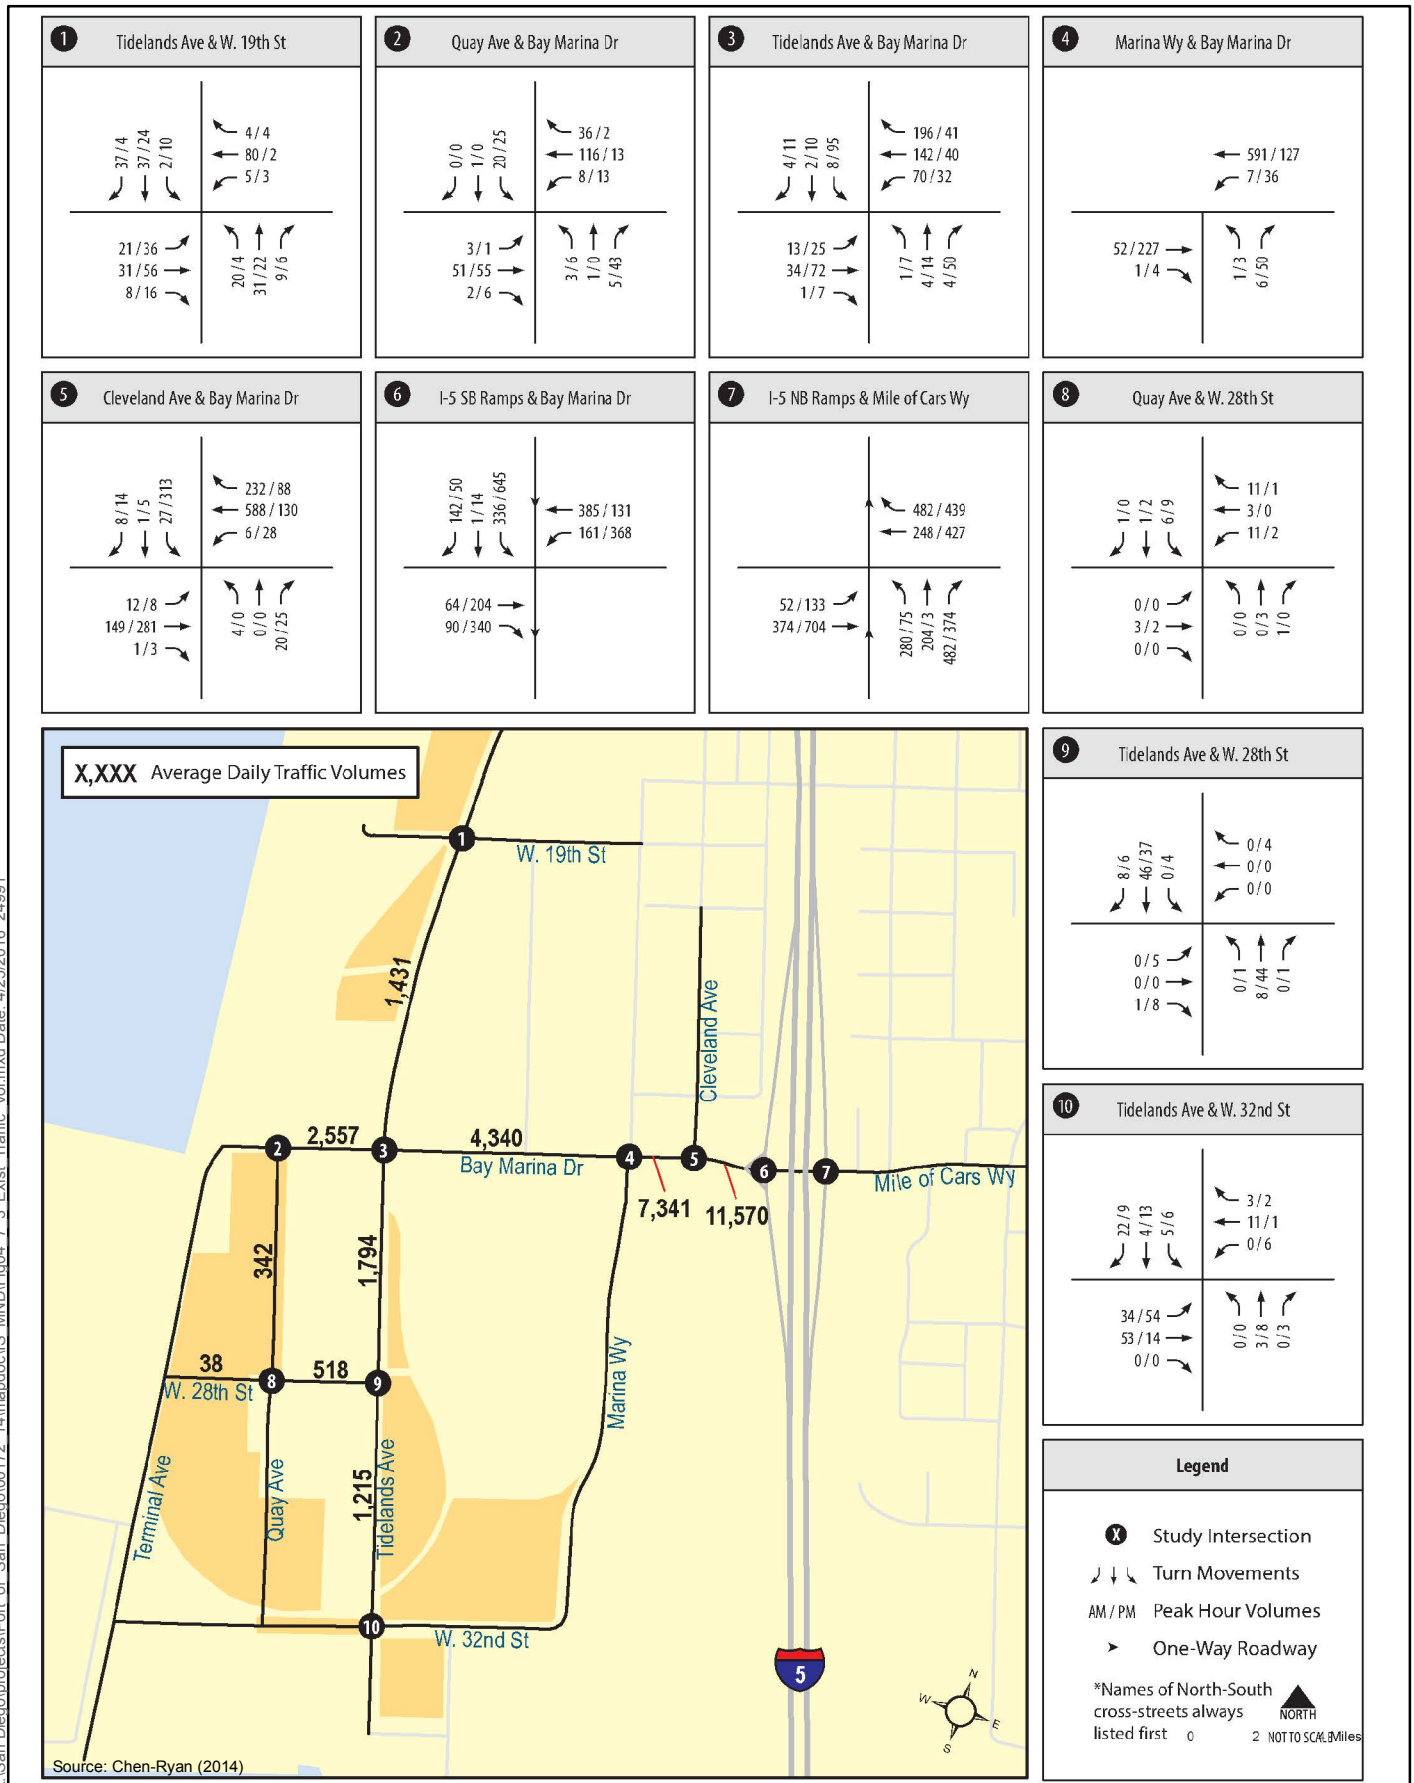 1 Tidelands Ave & W. 19th St
37 / 4
37 / 24
2 / 10
4 / 4
80 / 2
5 / 3
21 / 36
31 / 56
8 / 16
20 / 4
31 / 22
9 / 6
2 Quay Ave & Bay Marina Dr
0 / 0
1 / 0
20 / 25
36 / 2
116 / 13
8 / 13
3 / 1
51 / 55
2 / 6
3 / 6
1 / 0
5 / 43
3 Tidelands Ave & Bay Marina Dr
4 / 11
2 / 10
8 / 95
196 / 41
142 / 40
70 / 32
13 / 25
34 / 72
1 / 7
1 / 7
4 / 14
4 / 50
4 Marina Wy & Bay Marina Dr
591 / 127
7 / 36
52 / 227
1 / 4
1 / 3
6 / 50
5 Cleveland Ave & Bay Marina Dr
8 / 14
1 / 5
27 / 313
232 / 88
588 / 130
6 / 28
12 / 8
149 / 281
1 / 3
4 / 0
0 / 0
20 / 25
6 I-5 SB Ramps & Bay Marina Dr
142 / 50
1 / 14
336 / 645
385 / 131
161 / 368
64 / 204
90 / 340
7 I-5 NB Ramps & Mile of Cars Wy
482 / 439
248 / 427
52 / 133
374 / 704
280 / 75
204 / 3
482 / 374
8 Quay Ave & W. 28th St
1 / 0
1 / 2
6 / 9
11 / 1
3 / 0
11 / 2
0 / 0
3 / 2
0 / 0
0 / 0
0 / 3
1 / 0
9 Tidelands Ave & W. 28th St
8 / 6
46 / 37
0 / 4
0 / 4
0 / 0
0 / 0
0 / 5
0 / 0
1 / 8
0 / 1
8 / 44
0 / 1
10 Tidelands Ave & W. 32nd St
22 / 9
4 / 13
5 / 6
3 / 2
11 / 1
0 / 6
34 / 54
53 / 14
0 / 0
0 / 0
3 / 8
0 / 3
X,XXX Average Daily Traffic Volumes
1
W. 19th St
1,431
Cleveland Ave
2
2,557
3
4,340
Bay Marina Dr
4
5
6
7
Mile of Cars Wy
7,341
11,570
342
1,794
38
W. 28th St
8
518
9
Marina Wy
Terminal Ave
Quay Ave
1,215
Tidelands Ave
10
W. 32nd St
5
N
W
E
S
Source: Chen-Ryan (2014)
Legend
X Study Intersection
Turn Movements
AM / PM Peak Hour Volumes
One-Way Roadway
*Names of North-South
cross-streets always
listed first
NORTH
0 2 NOT TO SCALE Miles